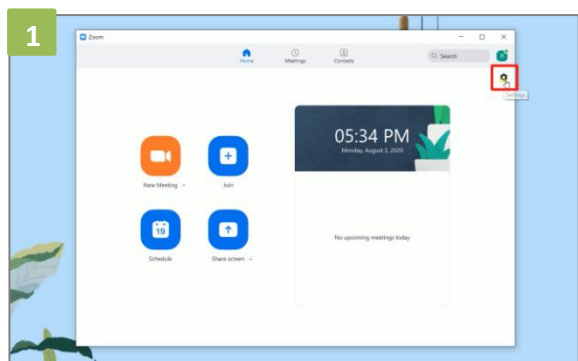 1
Zoom
Home
Meetings
Contacts
Search
Settings
05:34 PM
Monday, August 3, 2020
New Meeting
Join
19
Schedule
Share screen
No upcoming meetings today